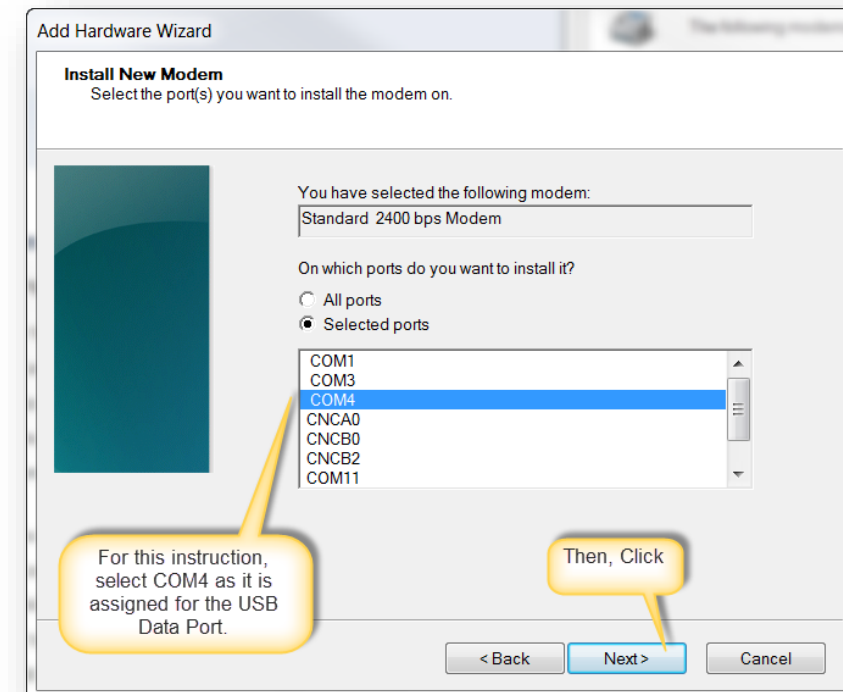 Add Hardware Wizard
The following modem
Install New Modem
Select the port(s) you want to install the modem on.
You have selected the following modem:
Standard 2400 bps Modem
On which ports do you want to install it?
All ports
Selected ports
COM1
COM3
COM4
CNCA0
CNCB0
CNCB2
COM11
For this instruction,
select COM4 as it is
assigned for the USB
Data Port.
Then, Click
< Back
Next >
Cancel